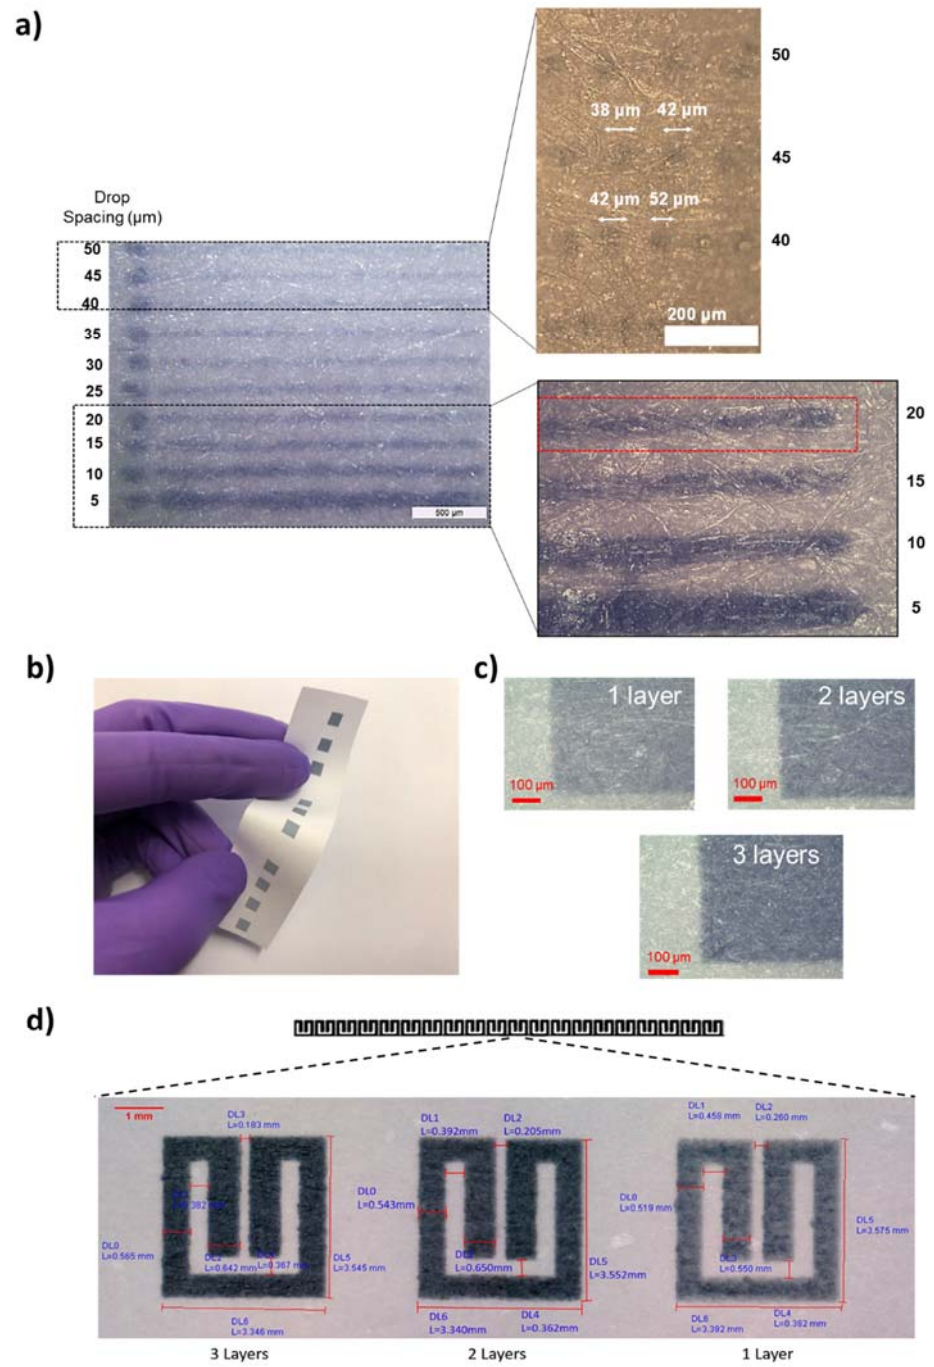 a)
Drop
Spacing (µm)
50
45
40
35
30
25
20
15
10
5
500 µm
50
38 µm 42 µm
45
42 µm 52 µm
40
200 µm
20
15
10
5
b)
c)
1 layer
100 µm
2 layers
100 µm
3 layers
100 µm
d)
1 mm
DL3
L=0.183 mm
DL0
L=0.565 mm
L=0.642 mm
L=0.367 mm
DL5
L=3.545 mm
DL6
L=3.346 mm
3 Layers
DL1
L=0.392mm
DL2
L=0.205mm
DL0
L=0.543mm
L=0.650mm
DL5
L=3.552mm
DL6
L=3.340mm
DL4
L=0.362mm
2 Layers
DL1
L=0.459 mm
DL2
L=0.260 mm
DL0
L=0.519 mm
DL3
L=0.550 mm
DL5
L=3.575 mm
DL6
L=3.392 mm
DL4
L=0.382 mm
1 Layer